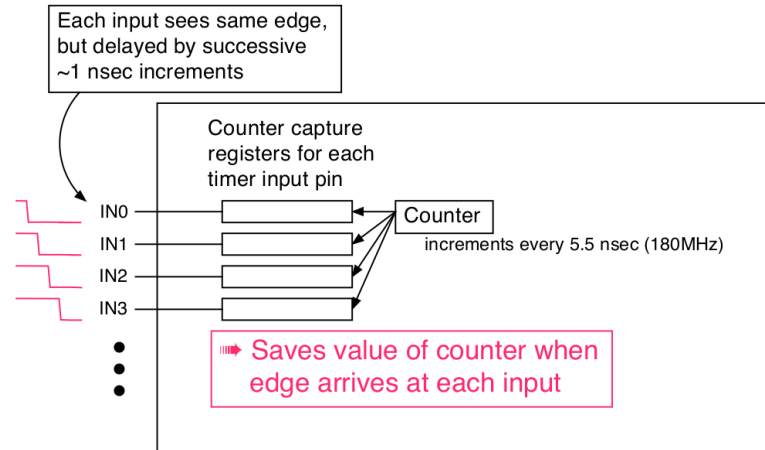 Each input sees same edge,
but delayed by successive
~1 nsec increments
Counter capture
registers for each
timer input pin
IN0
Counter
increments every 5.5 nsec (180MHz)
IN1
IN2
IN3
➠ Saves value of counter when
edge arrives at each input